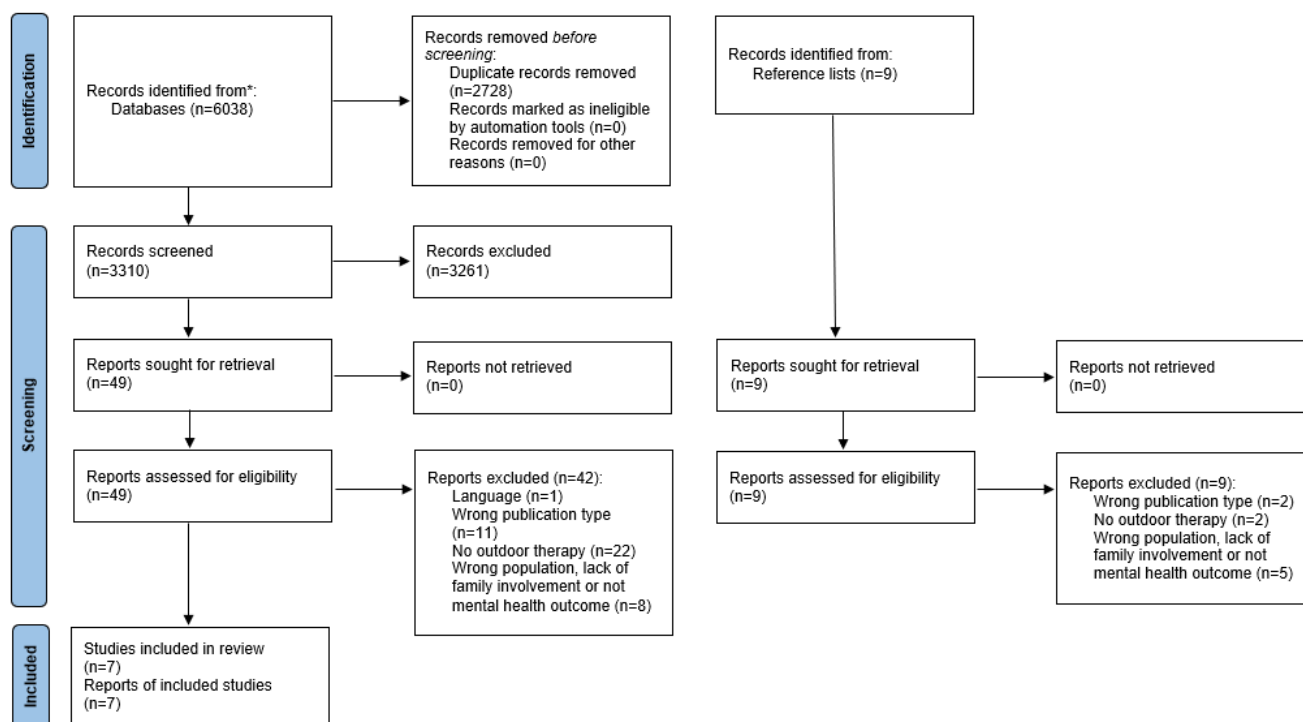 Identification
Records identified from*:
Databases (n=6038)
Records removed before
screening:
Duplicate records removed
(n=2728)
Records marked as ineligible
by automation tools (n=0)
Records removed for other
reasons (n=0)
Records identified from:
Reference lists (n=9)
Screening
Records screened
(n=3310)
Records excluded
(n=3261)
Reports sought for retrieval
(n=49)
Reports not retrieved
(n=0)
Reports sought for retrieval
(n=9)
Reports not retrieved
(n=0)
Reports assessed for eligibility
(n=49)
Reports excluded (n=42):
Language (n=1)
Wrong publication type
(n=11)
No outdoor therapy (n=22)
Wrong population, lack of
family involvement or not
mental health outcome (n=8)
Reports assessed for eligibility
(n=9)
Reports excluded (n=9):
Wrong publication type (n=2)
No outdoor therapy (n=2)
Wrong population, lack of
family involvement or not
mental health outcome (n=5)
Included
Studies included in review
(n=7)
Reports of included studies
(n=7)